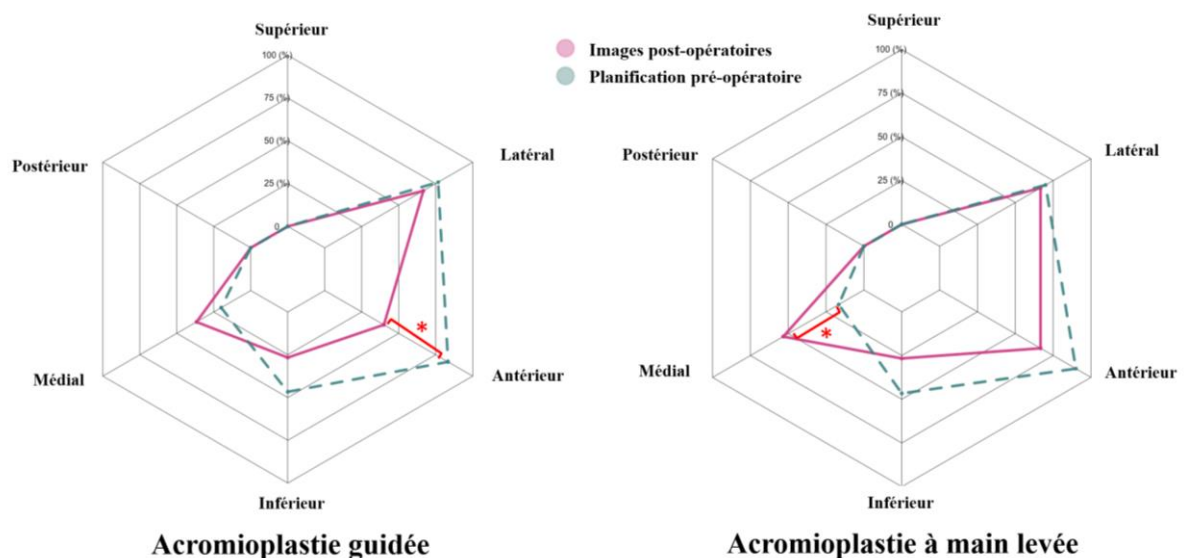 Supérieur
100 (%)
75 (%)
50 (%)
25 (%)
0
Postérieur
Latéral
Médial
Antérieur
*
Inférieur
Acromioplastie guidée
Images post-opératoires
Planification pré-opératoire
Supérieur
100 (%)
75 (%)
50 (%)
25 (%)
0
Postérieur
Latéral
Médial
Antérieur
*
Inférieur
Acromioplastie à main levée